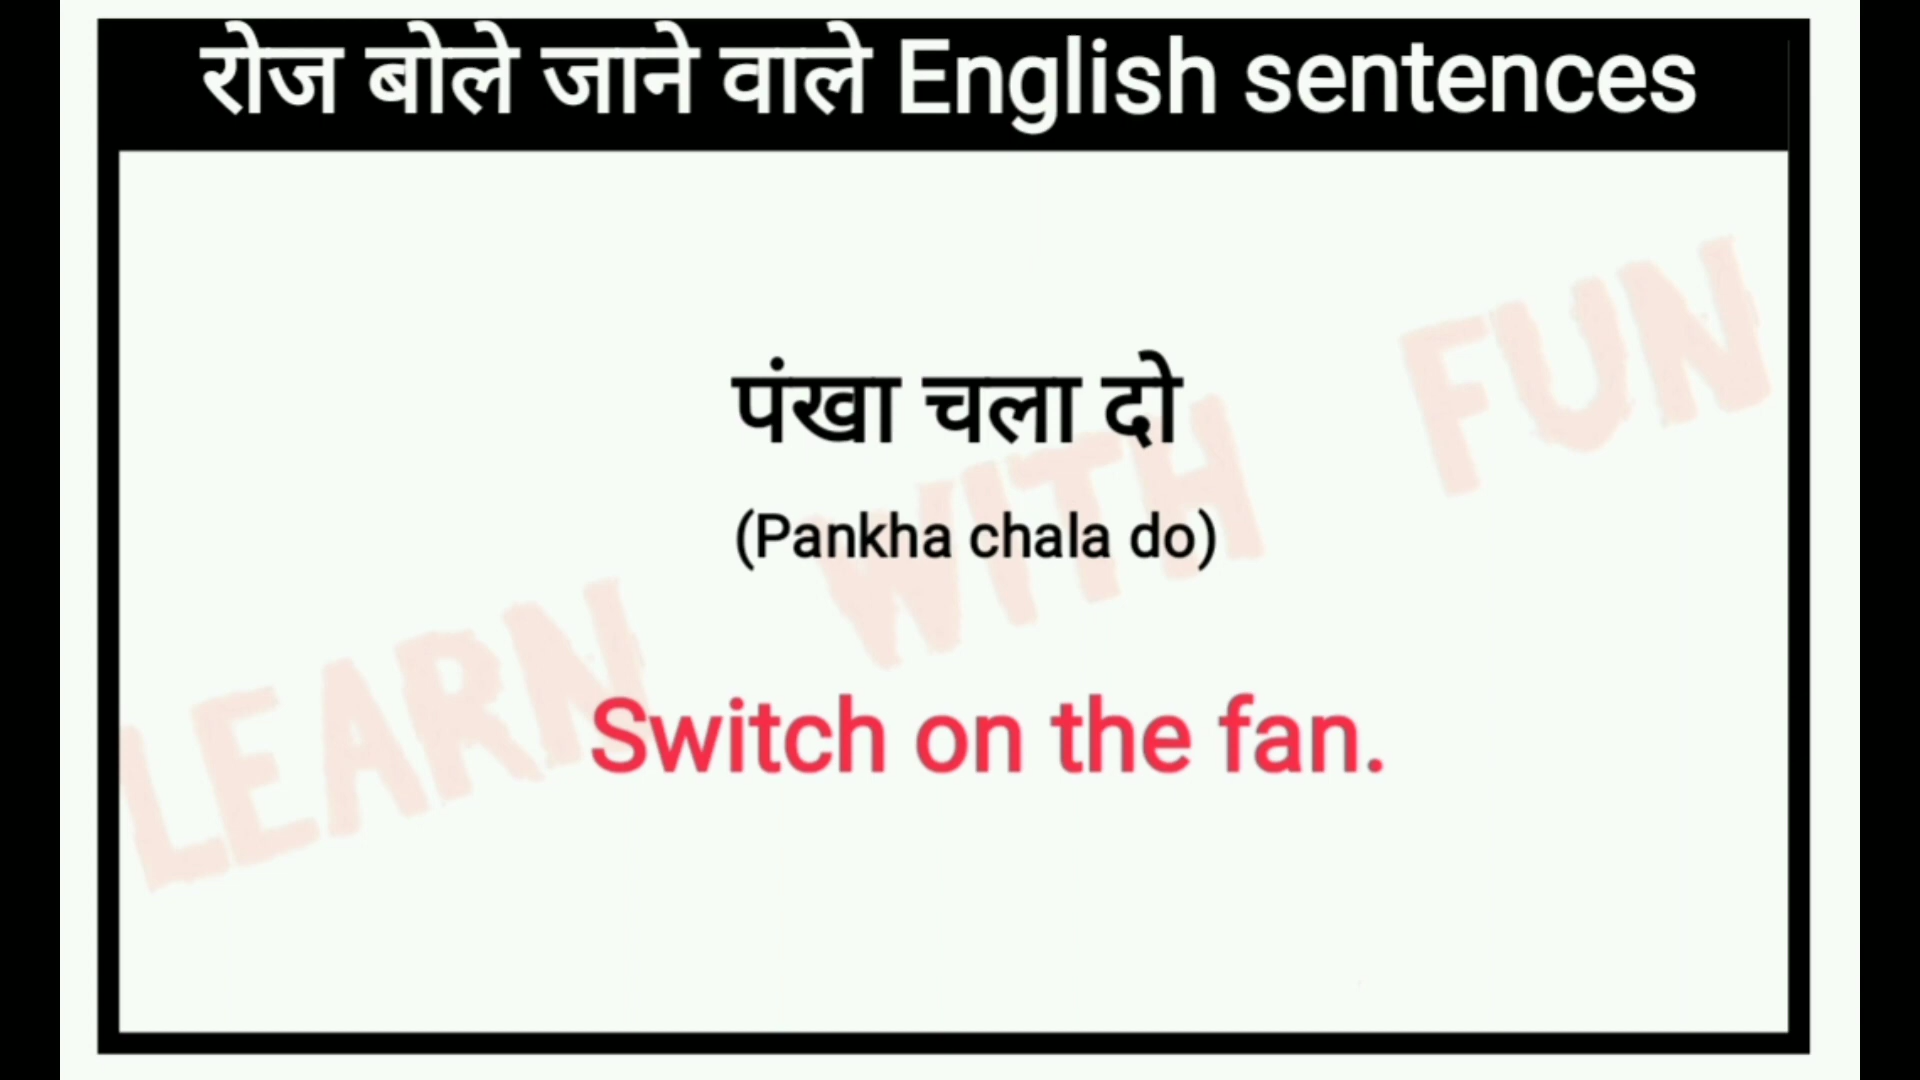 रोज बोले जाने वाले English sentences
पंखा चला दो
(Pankha chala do)
Switch on the fan.
LEARN WITH FUN